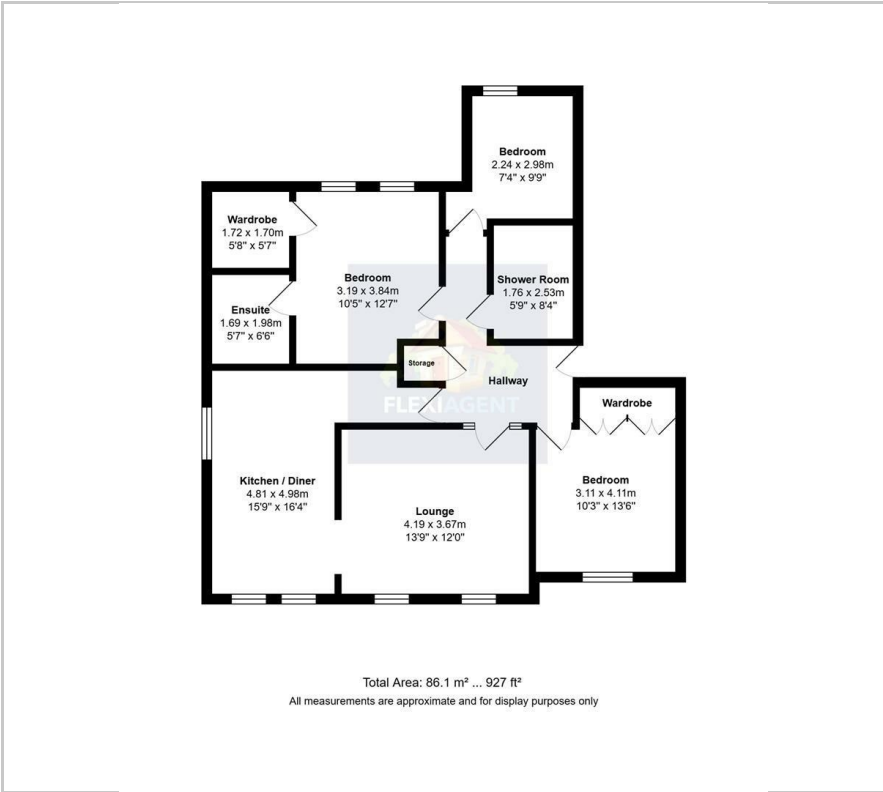 Bedroom
2.24 x 2.98m
7'4" x 9'9"
Wardrobe
1.72 x 1.70m
5'8" x 5'7"
Bedroom
3.19 x 3.84m
10'5" x 12'7"
Shower Room
1.76 x 2.53m
5'9" x 8'4"
Ensuite
1.69 x 1.98m
5'7" x 6'6"
Storage
Hallway
FLEXIAGENT
Wardrobe
Kitchen / Diner
4.81 x 4.98m
15'9" x 16'4"
Lounge
4.19 x 3.67m
13'9" x 12'0"
Bedroom
3.11 x 4.11m
10'3" x 13'6"
Total Area: 86.1 m² ... 927 ft²
All measurements are approximate and for display purposes only